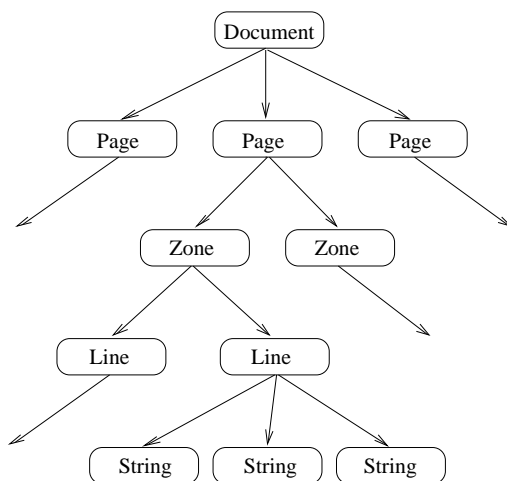 Document
Page Page Page
Zone Zone
Line Line
String String String